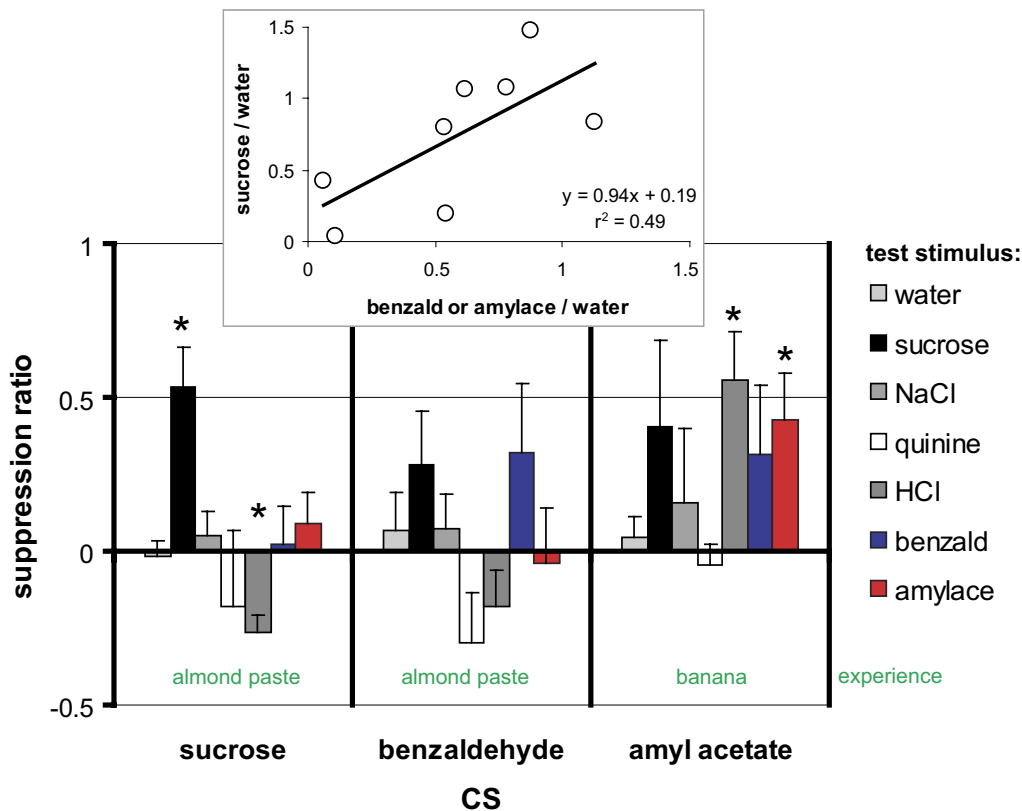 1.5
1
0.5
0
sucrose / water
y = 0.94x + 0.19
r² = 0.49
0 0.5 1 1.5
benzald or amylace / water
1
0.5
0
-0.5
suppression ratio
* * * *
test stimulus:
water
sucrose
NaCl
quinine
HCl
benzald
amylace
almond paste almond paste banana experience
sucrose benzaldehyde amyl acetate
CS